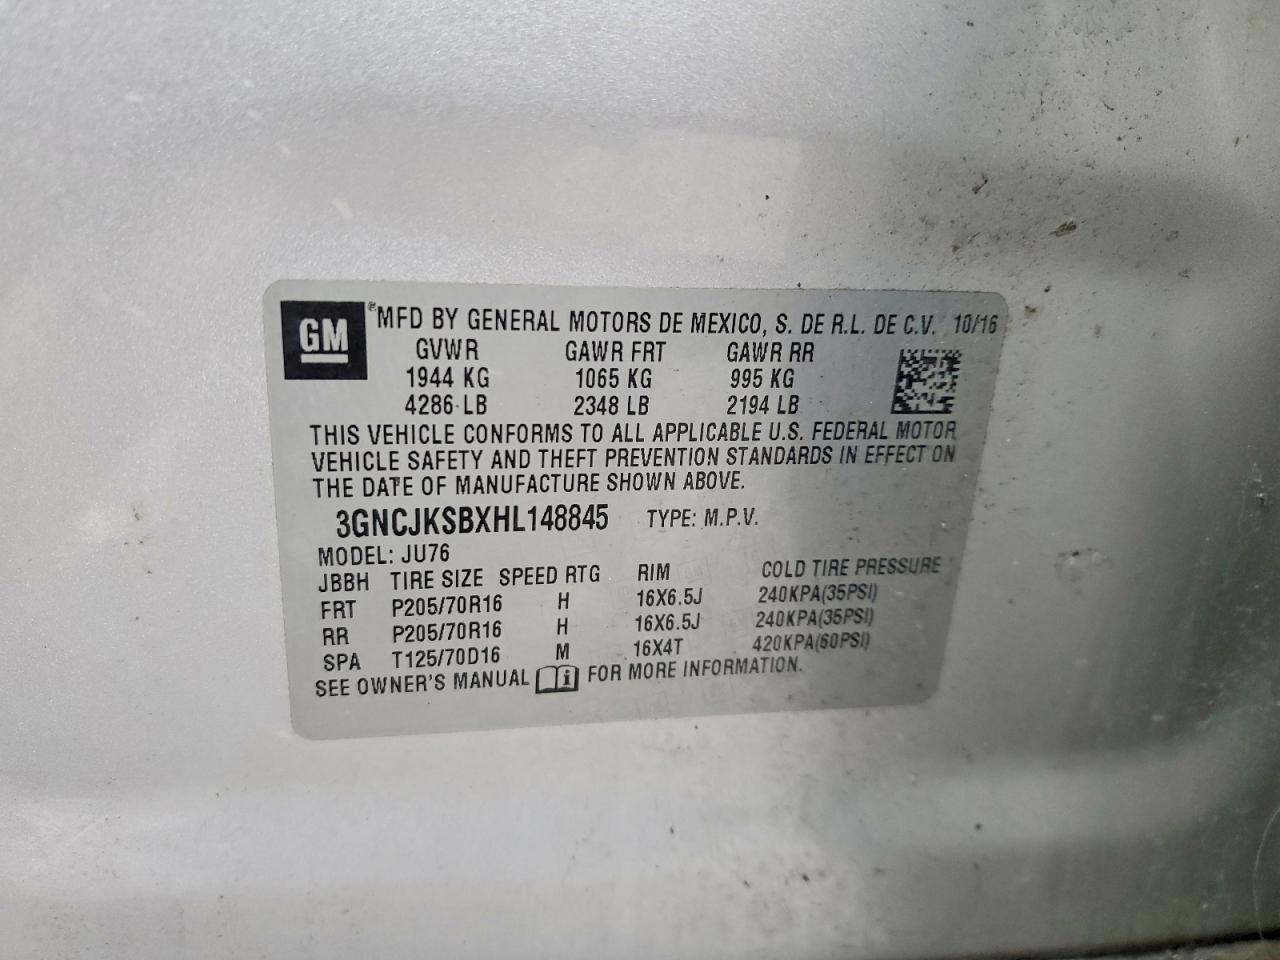 GM ® MFD BY GENERAL MOTORS DE MEXICO, S. DE R.L. DE C.V. 10/16
GVWR GAWR FRT GAWR RR
1944 KG 1065 KG 995 KG
4286 LB 2348 LB 2194 LB
THIS VEHICLE CONFORMS TO ALL APPLICABLE U.S. FEDERAL MOTOR
VEHICLE SAFETY AND THEFT PREVENTION STANDARDS IN EFFECT ON
THE DATE OF MANUFACTURE SHOWN ABOVE.
3GNCJKSBXHL148845 TYPE: M.P.V.
MODEL: JU76
JBBH TIRE SIZE SPEED RTG RIM COLD TIRE PRESSURE
FRT P205/70R16 H 16X6.5J 240KPA(35PSI)
RR P205/70R16 H 16X6.5J 240KPA(35PSI)
SPA T125/70D16 M 16X4T 420KPA(60PSI)
SEE OWNER'S MANUAL i FOR MORE INFORMATION.